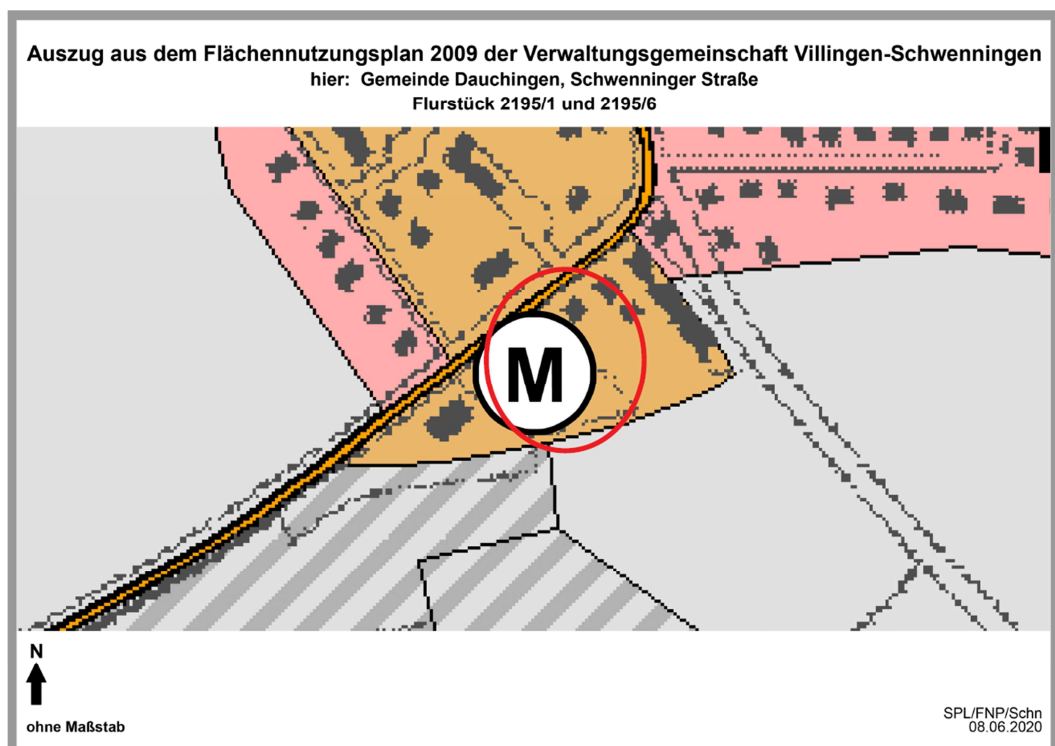 Auszug aus dem Flächennutzungsplan 2009 der Verwaltungsgemeinschaft Villingen-Schwenningen
hier: Gemeinde Dauchingen, Schwenninger Straße
Flurstück 2195/1 und 2195/6
M
N
ohne Maßstab
SPL/FNP/Schn
08.06.2020